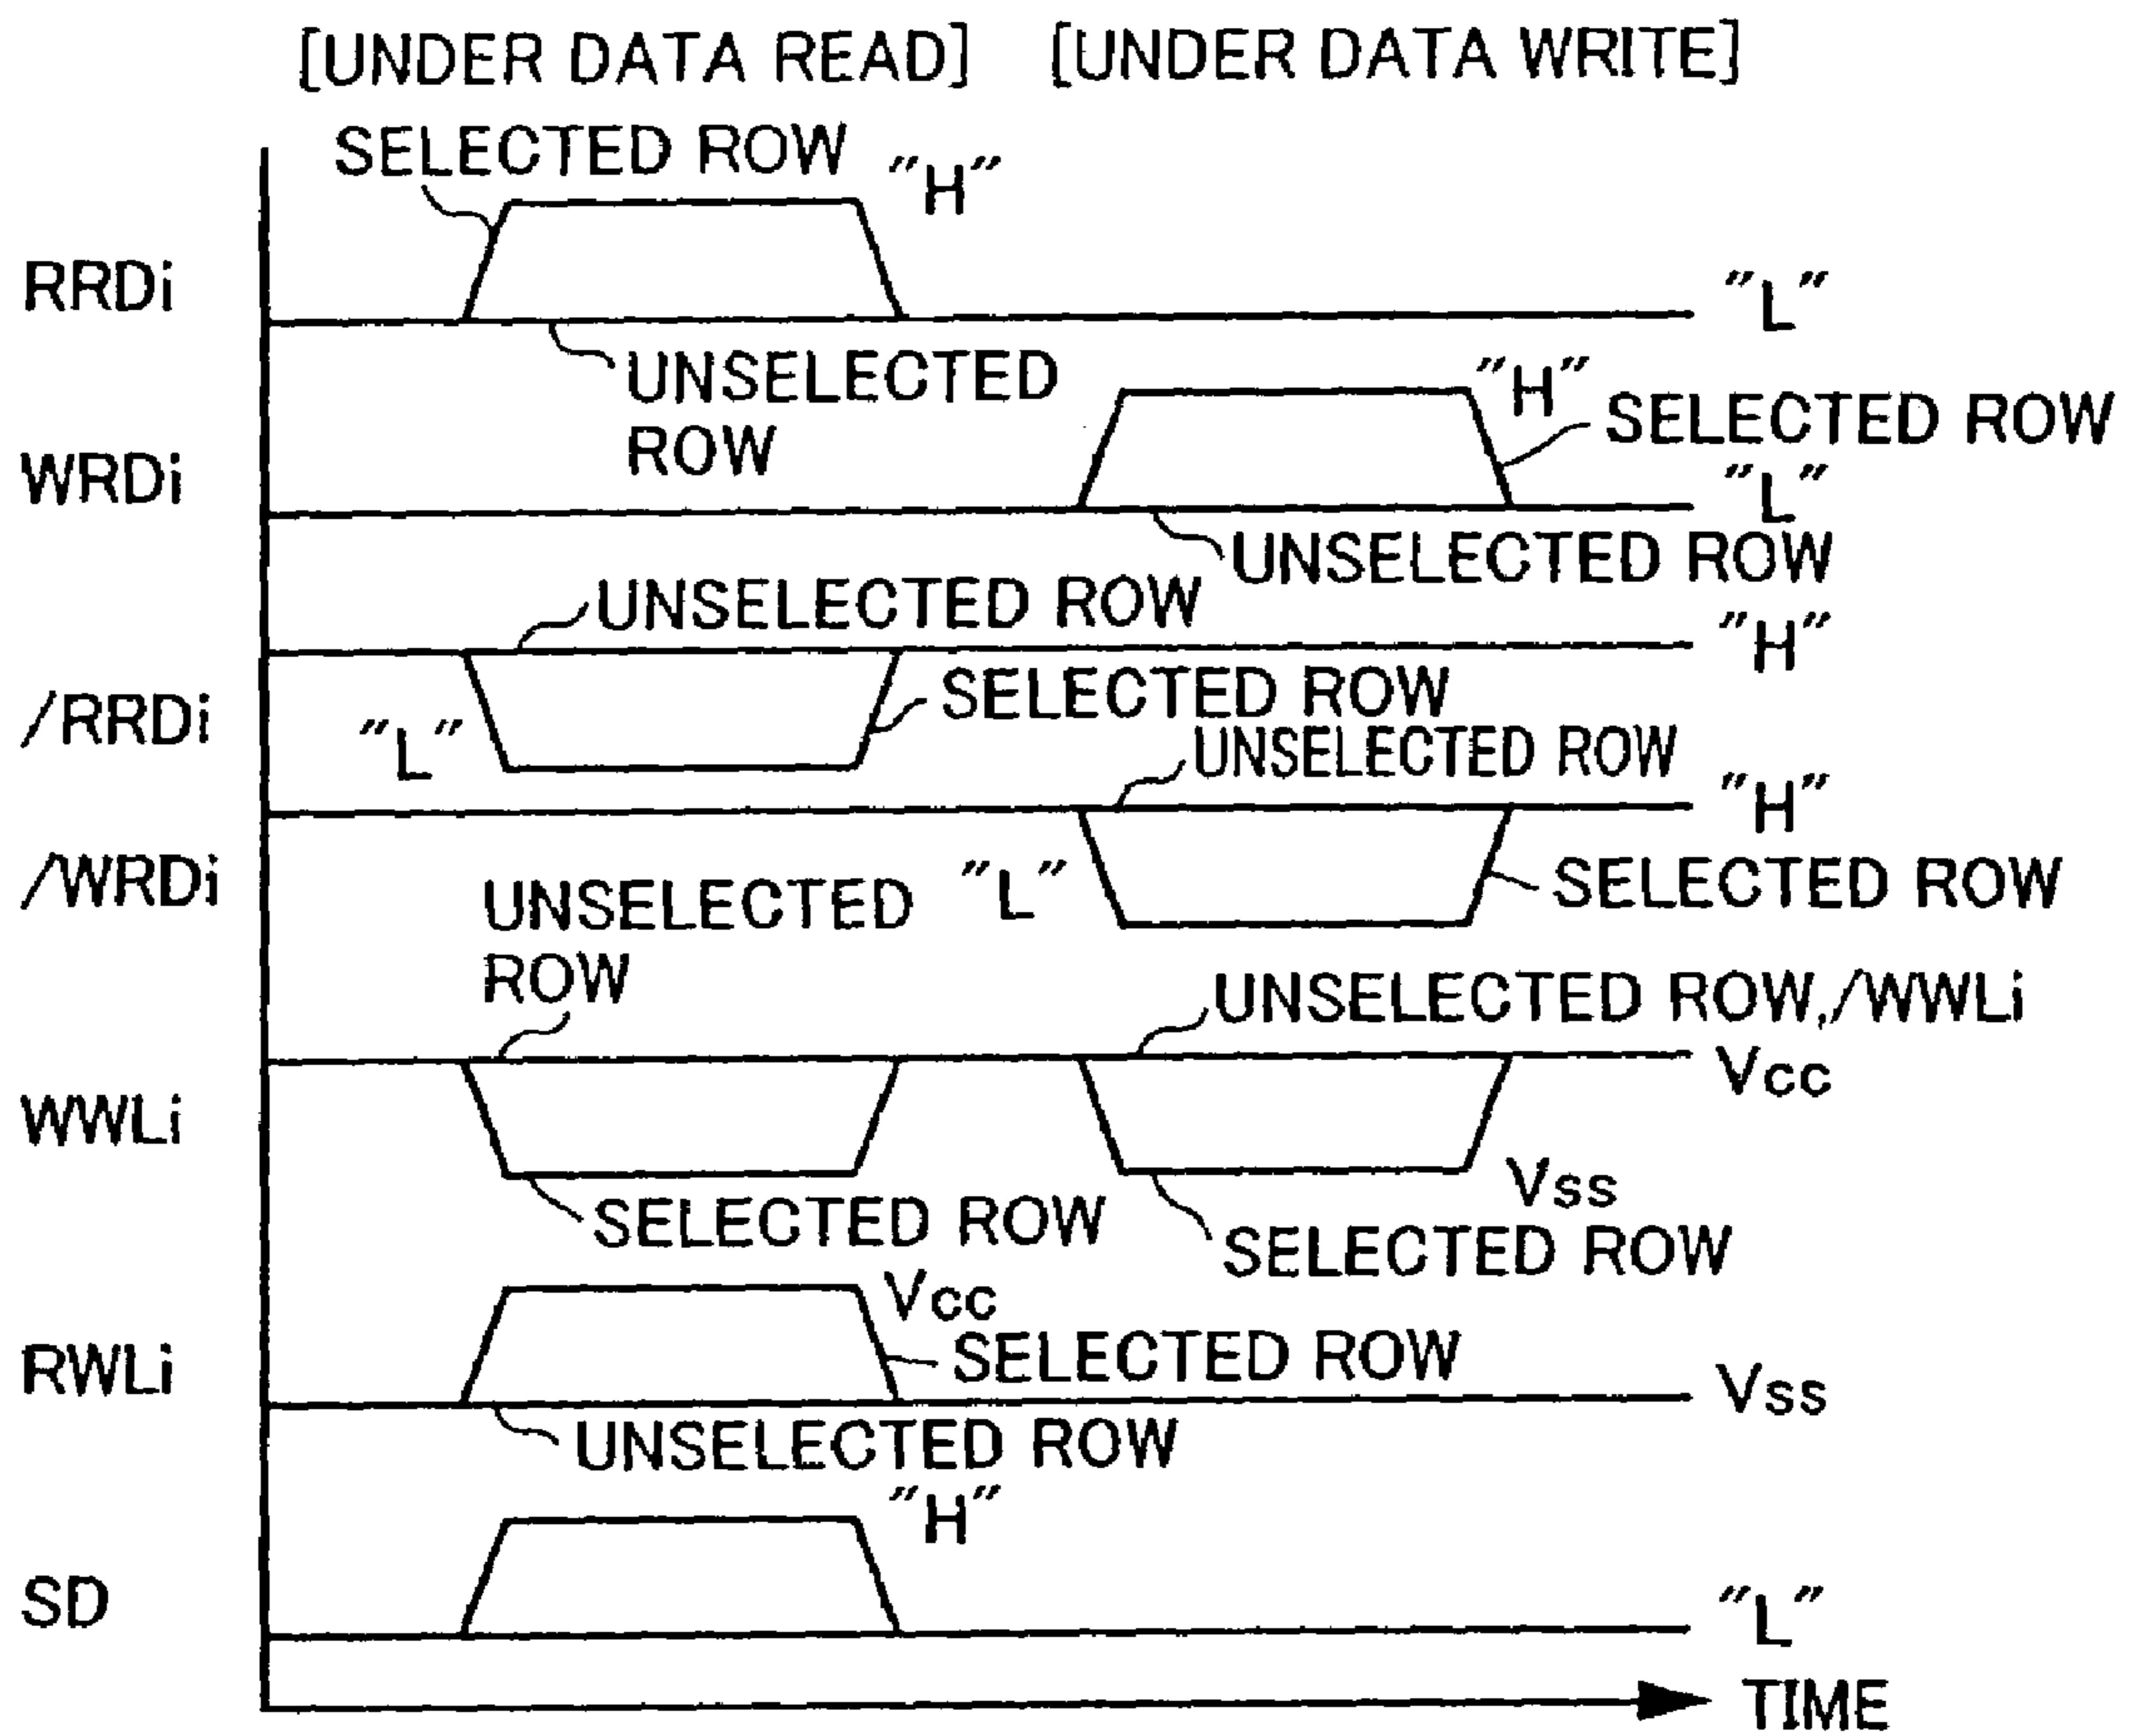 [UNDER DATA READ] [UNDER DATA WRITE]
SELECTED ROW "H"
RRDi "L"
UNSELECTED
ROW
"H"
SELECTED ROW
WRDi "L"
UNSELECTED ROW
UNSELECTED ROW "H"
/RRDi "L" SELECTED ROW
UNSELECTED ROW "H"
/WRDi "L" SELECTED ROW
UNSELECTED
ROW
UNSELECTED ROW,/WWLi
Vcc
WWLi
Vss
SELECTED ROW
SELECTED ROW
Vcc
RWLi SELECTED ROW Vss
UNSELECTED ROW
"H"
SD "L"
TIME